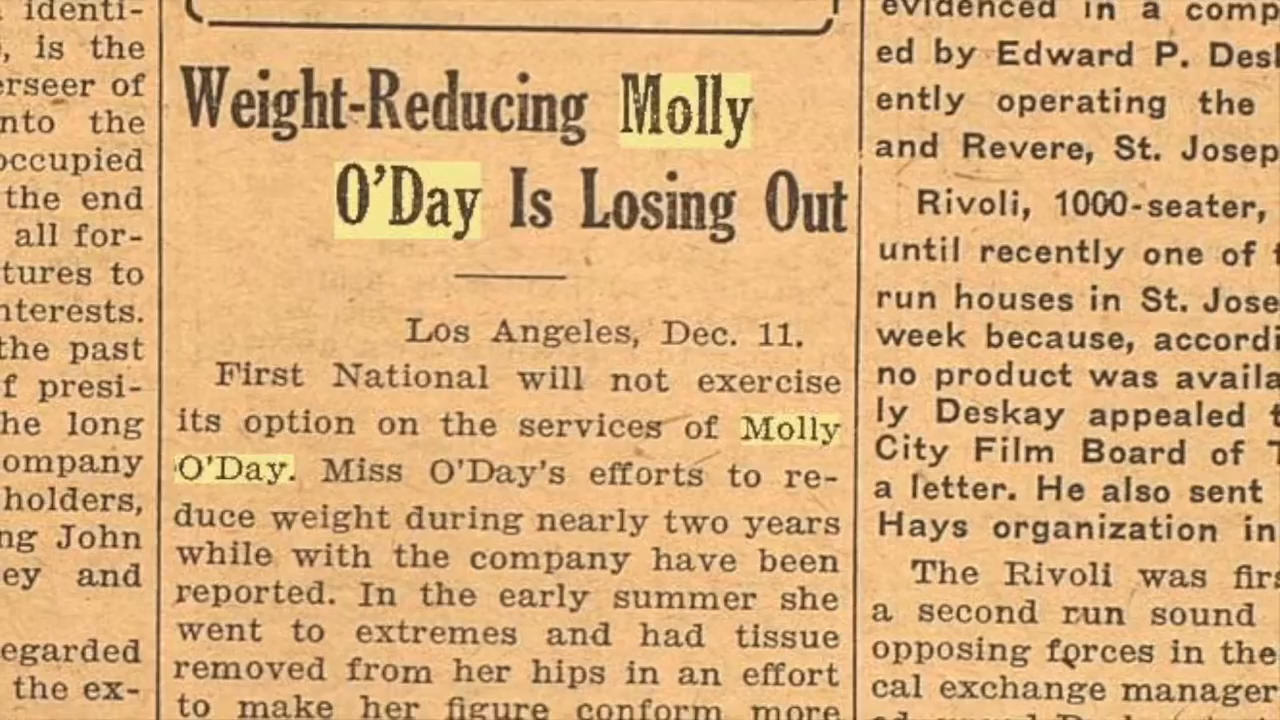 identi-
, is the
erseer of
nto the
occupied
the end
all for-
tures to
nterests.
the past
f presi-
he long
ompany
holders,
ng John
ey and
egarded
the ex-
Weight-Reducing Molly
O'Day Is Losing Out
Los Angeles, Dec. 11.
First National will not exercise
its option on the services of Molly
O'Day. Miss O'Day's efforts to re-
duce weight during nearly two years
while with the company have been
reported. In the early summer she
went to extremes and had tissue
removed from her hips in an effort
to make her figure conform more
evidenced in a comp
ed by Edward P. Desk
ently operating the
and Revere, St. Josep
Rivoli, 1000-seater,
until recently one of f
run houses in St. Jose
week because, accordi
no product was availa
ly Deskay appealed t
City Film Board of T
a letter. He also sent
Hays organization in
The Rivoli was firs
a second run sound
opposing forces in the
cal exchange manager